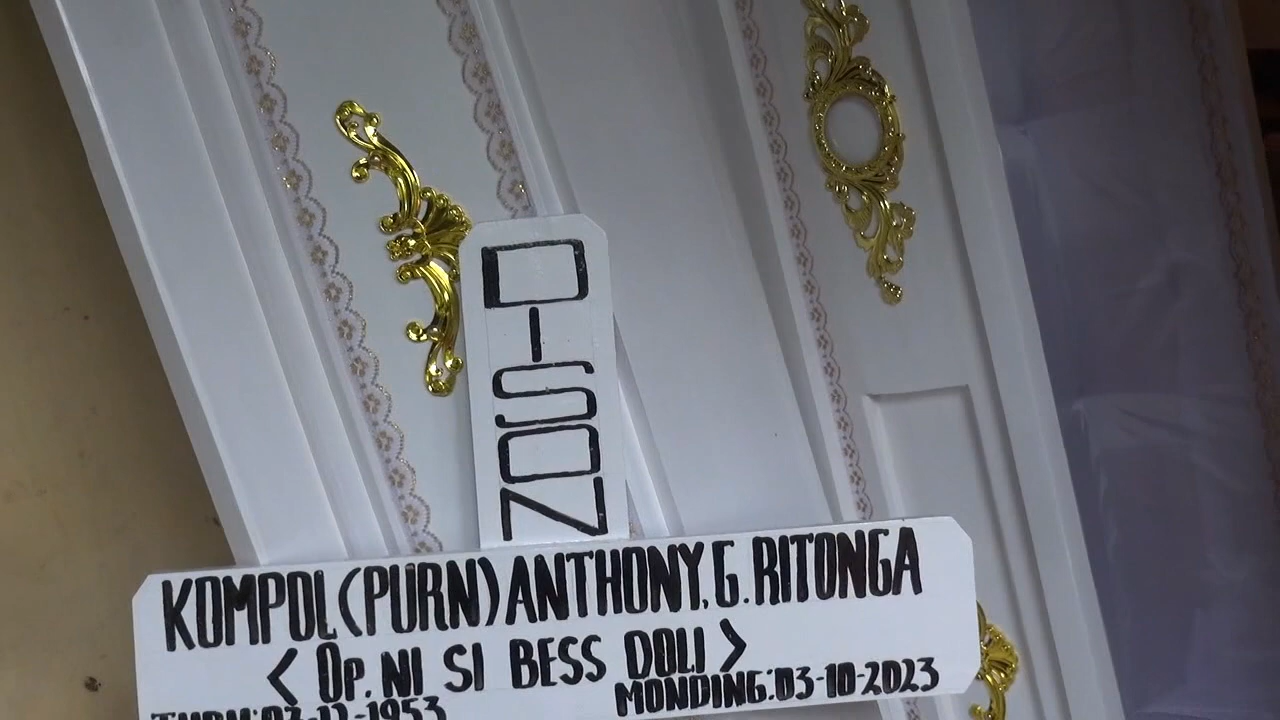 DISON
KOMPOL (PURN) ANTHONY, G. RITONGA
< Op. NI SI BESS DOLI >
MONDING:03-10-2023